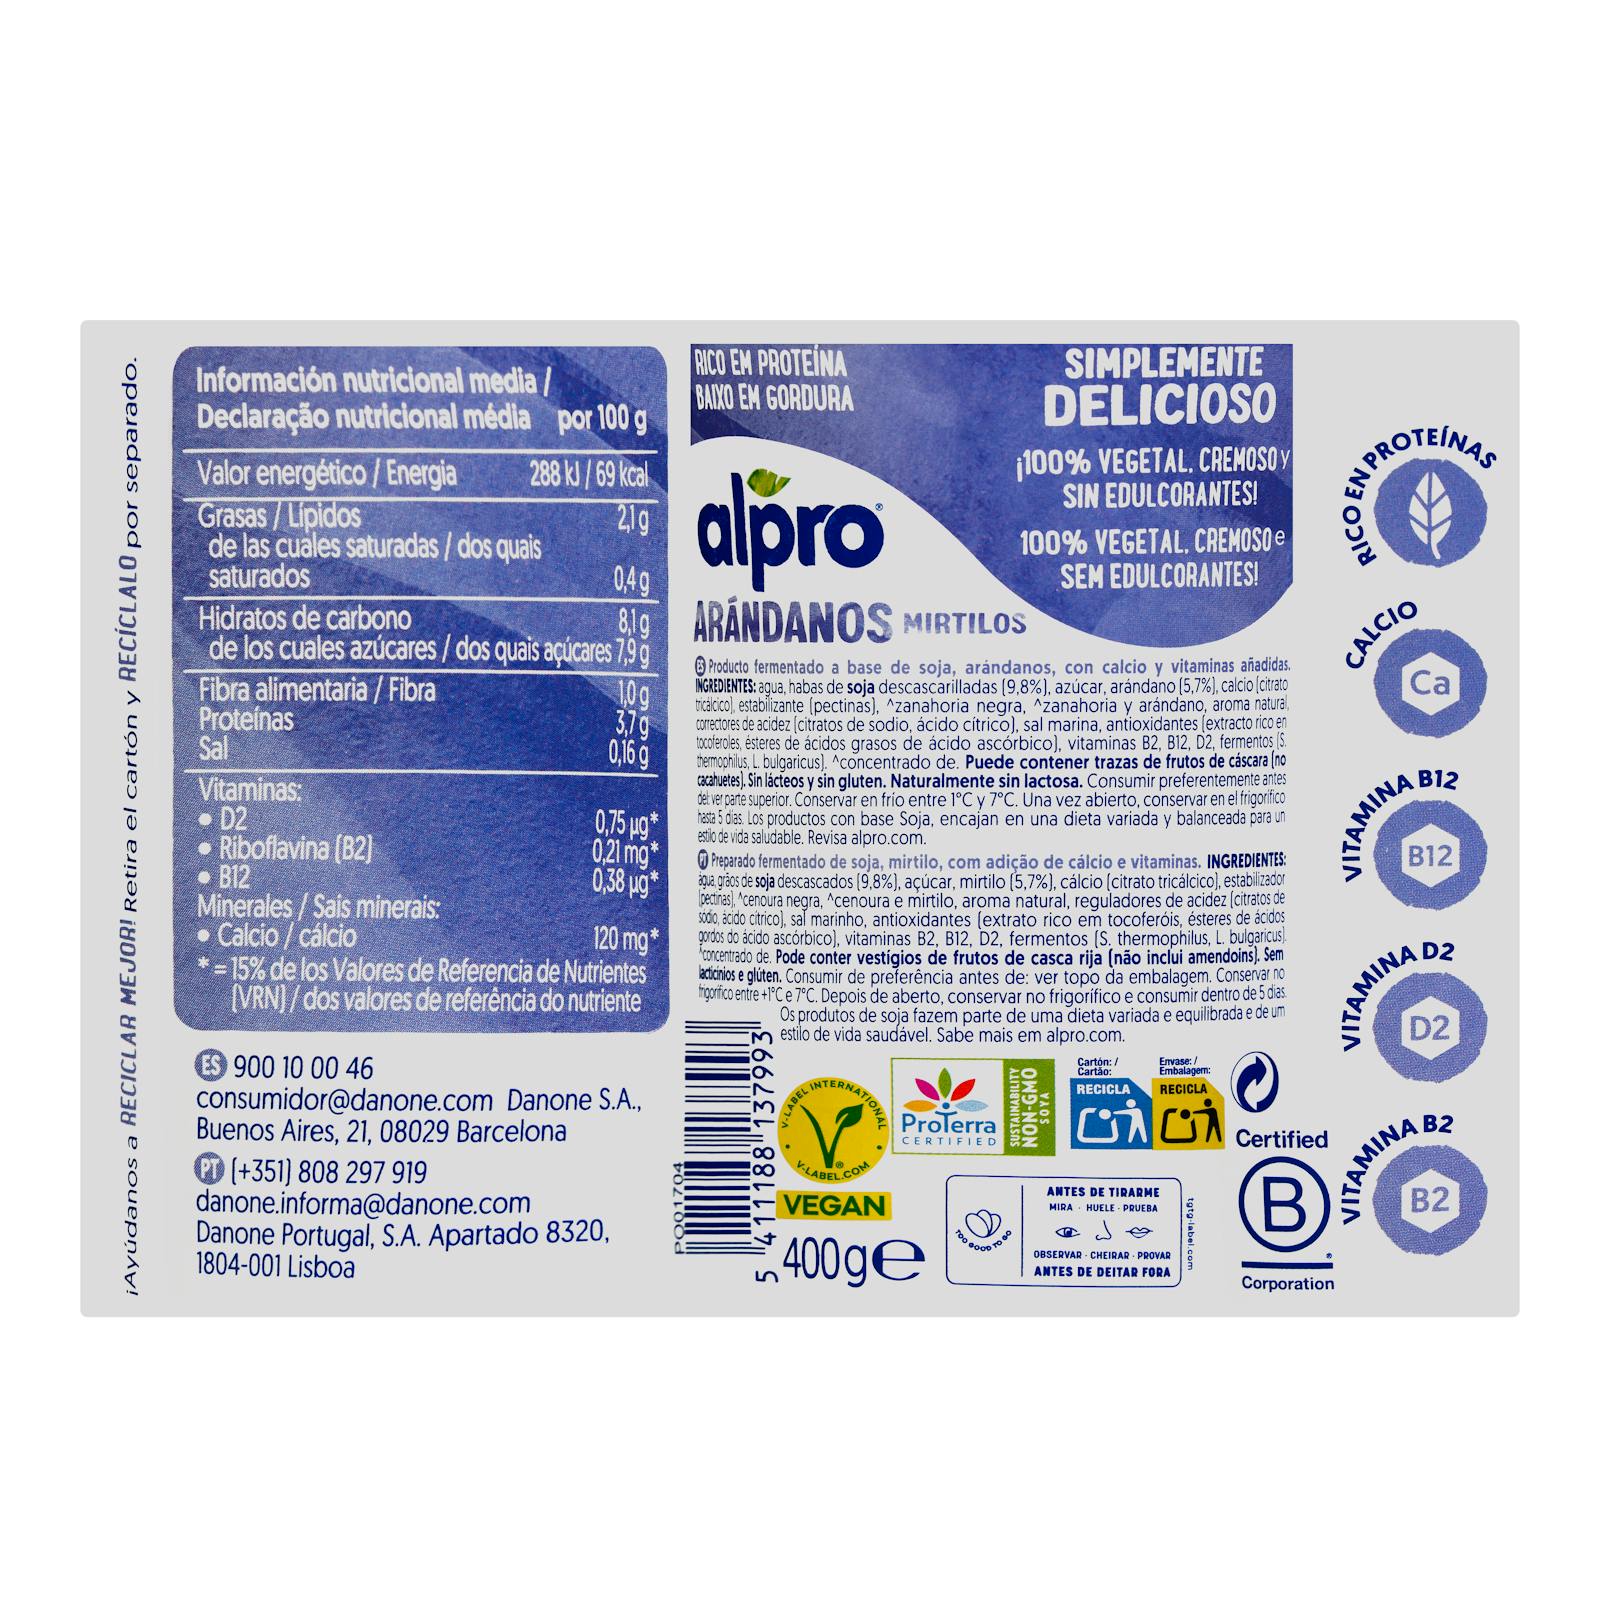 ¡Ayúdanos a RECICLAR MEJOR! Retira el cartón y RECÍCLALO por separado.
Información nutricional media /
Declaração nutricional média por 100 g
Valor energético / Energia 288 kJ / 69 kcal
Grasas / Lípidos 2,1 g
de las cuales saturadas / dos quais
saturados 0,4 g
Hidratos de carbono 8,1 g
de los cuales azúcares / dos quais açúcares 7,9 g
Fibra alimentaria / Fibra 1,0 g
Proteínas 3,7 g
Sal 0,16 g
Vitaminas:
• D2 0,75 µg*
• Riboflavina (B2) 0,21 mg*
• B12 0,38 µg*
Minerales / Sais minerais:
• Calcio / cálcio 120 mg*
* = 15% de los Valores de Referencia de Nutrientes
(VRN) / dos valores de referência do nutriente
ES 900 10 00 46
consumidor@danone.com Danone S.A.,
Buenos Aires, 21, 08029 Barcelona
PT (+351) 808 297 919
danone.informa@danone.com
Danone Portugal, S.A. Apartado 8320,
1804-001 Lisboa
RICO EM PROTEÍNA
BAIXO EM GORDURA
SIMPLEMENTE
DELICIOSO
¡100% VEGETAL, CREMOSO y
SIN EDULCORANTES!
100% VEGETAL, CREMOSO e
SEM EDULCORANTES!
alpro®
ARÁNDANOS MIRTILOS
ES Producto fermentado a base de soja, arándanos, con calcio y vitaminas añadidas.
INGREDIENTES: agua, habas de soja descascarilladas (9,8%), azúcar, arándano (5,7%), calcio (citrato
tricálcico), estabilizante (pectinas), ^zanahoria negra, ^zanahoria y arándano, aroma natural,
correctores de acidez (citratos de sodio, ácido cítrico), sal marina, antioxidantes (extracto rico en
tocoferoles, ésteres de ácidos grasos de ácido ascórbico), vitaminas B2, B12, D2, fermentos (S.
thermophilus, L. bulgaricus). ^concentrado de. Puede contener trazas de frutos de cáscara (no
cacahuetes). Sin lácteos y sin gluten. Naturalmente sin lactosa. Consumir preferentemente antes
del: ver parte superior. Conservar en frío entre 1°C y 7°C. Una vez abierto, conservar en el frigorífico
hasta 5 días. Los productos con base Soja, encajan en una dieta variada y balanceada para un
estilo de vida saludable. Revisa alpro.com.
PT Preparado fermentado de soja, mirtilo, com adição de cálcio e vitaminas. INGREDIENTES:
água, grãos de soja descascados (9,8%), açúcar, mirtilo (5,7%), cálcio (citrato tricálcico), estabilizador
(pectinas), ^cenoura negra, ^cenoura e mirtilo, aroma natural, reguladores de acidez (citratos de
sódio, ácido cítrico), sal marinho, antioxidantes (extrato rico em tocoferóis, ésteres de ácidos
gordos do ácido ascórbico), vitaminas B2, B12, D2, fermentos (S. thermophilus, L. bulgaricus).
^concentrado de. Pode conter vestígios de frutos de casca rija (não inclui amendoins). Sem
lacticínios e glúten. Consumir de preferência antes de: ver topo da embalagem. Conservar no
frigorífico entre +1°C e 7°C. Depois de aberto, conservar no frigorífico e consumir dentro de 5 dias.
Os produtos de soja fazem parte de uma dieta variada e equilibrada e de um
estilo de vida saudável. Sabe mais em alpro.com.
PO01704
5 411188 137993
V-LABEL INTERNATIONAL
V-LABEL.COM
VEGAN
400g e
ProTerra
CERTIFIED
SUSTAINABILITY
NON-GMO
SOYA
Cartón: /
Cartão:
RECICLA
Envase: /
Embalagem:
RECICLA
TOO GOOD TO GO
ANTES DE TIRARME
MIRA · HUELE · PRUEBA
OBSERVAR · CHEIRAR · PROVAR
ANTES DE DEITAR FORA
tgtg-label.com
Certified
B
®
Corporation
RICO EN PROTEÍNAS
CALCIO
Ca
VITAMINA B12
B12
VITAMINA D2
D2
VITAMINA B2
B2